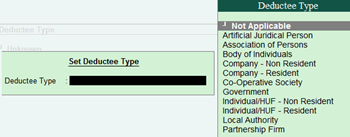 Deductee Type
Unknown
Set Deductee Type
Deductee Type :
Deductee Type
Not Applicable
Artificial Juridical Person
Association of Persons
Body of Individuals
Company - Non Resident
Company - Resident
Co-Operative Society
Government
Individual/HUF - Non Resident
Individual/HUF - Resident
Local Authority
Partnership Firm